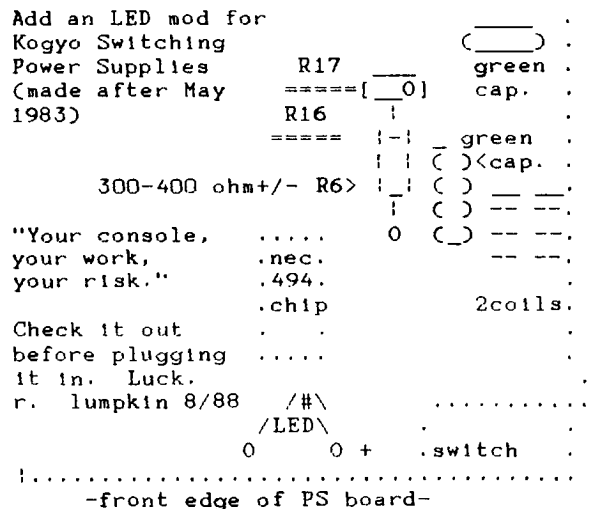 Add an LED mod for
Kogyo Switching
Power Supplies R17 green
(made after May =====[__O] cap.
1983) R16
=====
green
( )<cap.
300-400 ohm+/- R6>
"Your console,
your work, .nec. O
your risk." .494.
.chip 2coils.
Check it out
before plugging
it in. Luck.
r. lumpkin 8/88 /#\
/LED\
O O + .switch
-front edge of PS board-